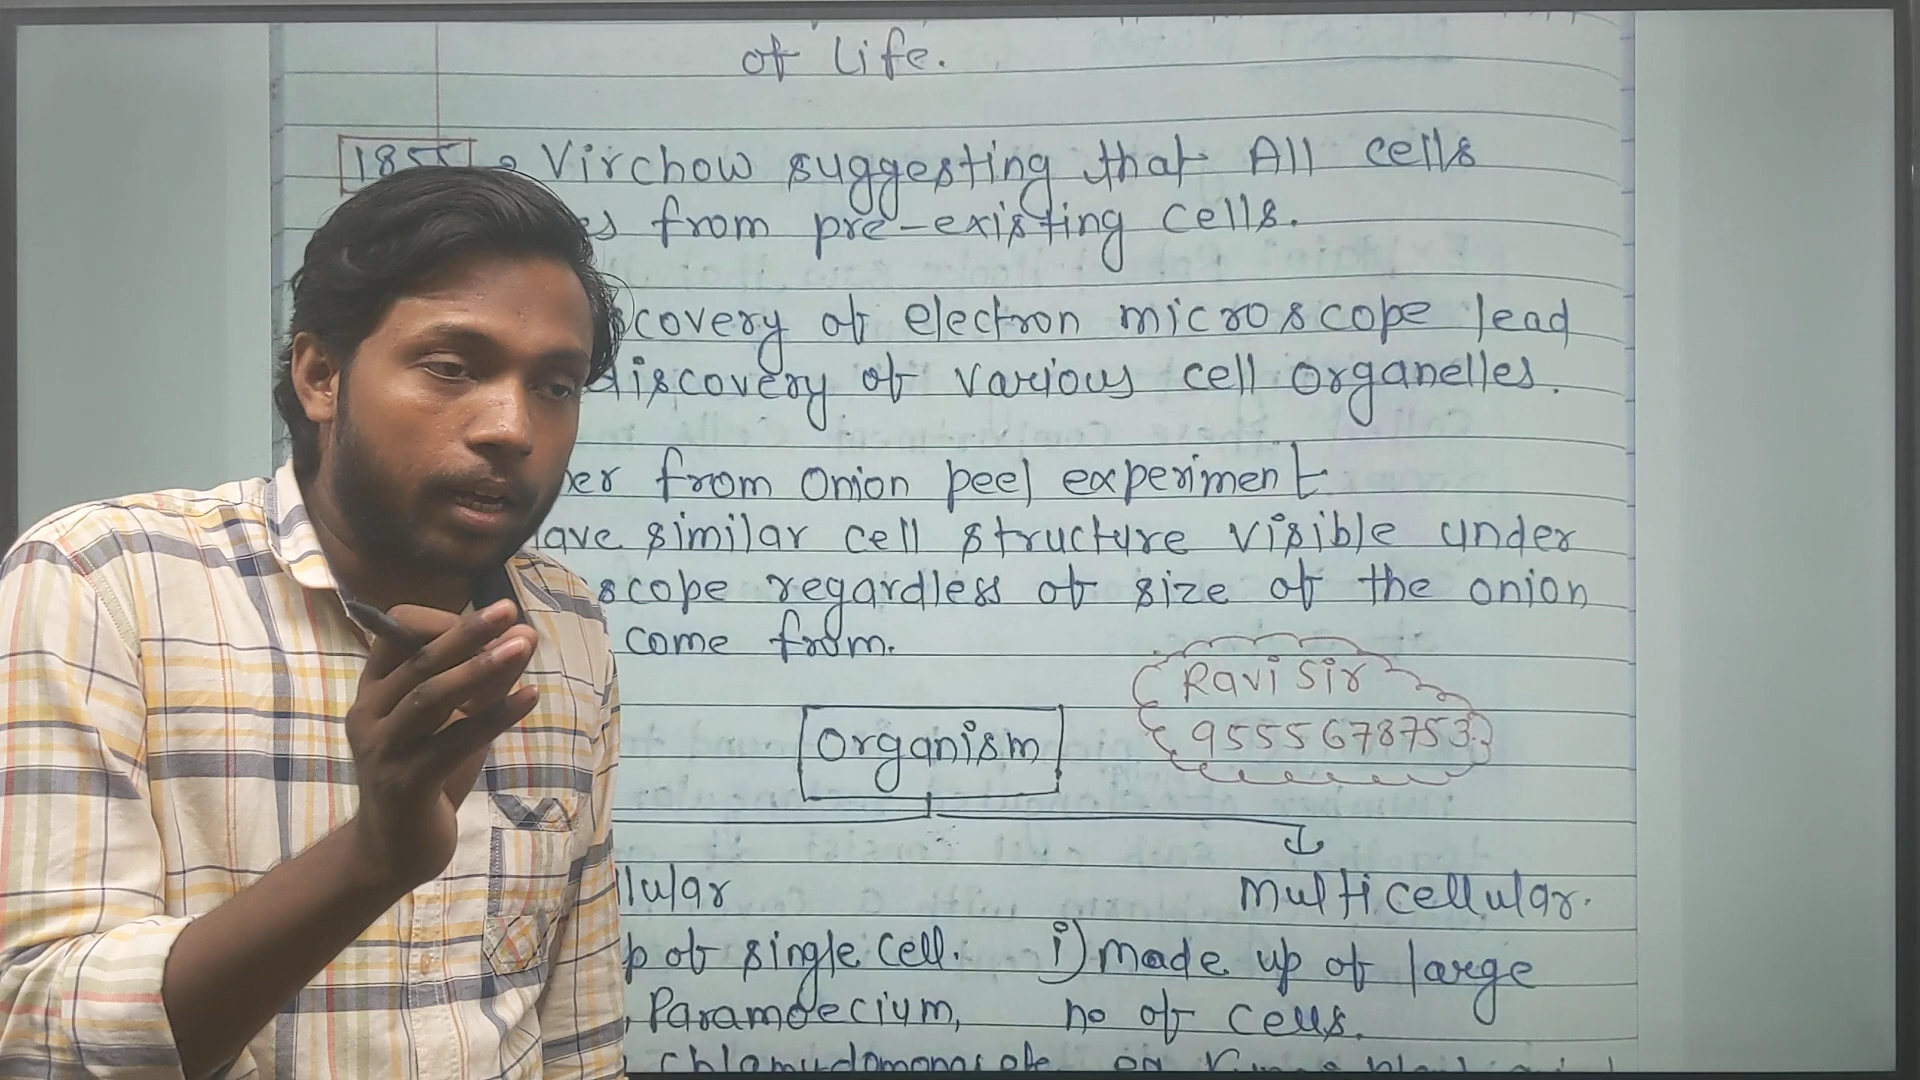 of life.
1855 Virchow suggesting that All cells
from pre-existing cells.
covery of electron microscope lead
discovery of various cell organelles.
from onion peel experiment
have similar cell structure visible under
scope regardless of size of the onion
come from.
Ravi Sir
9555678753
organism
llular
multicellular.
p of single cell.
i) made up of large
Paramoecium,
no of cells.
chlamydomonas etc
eg